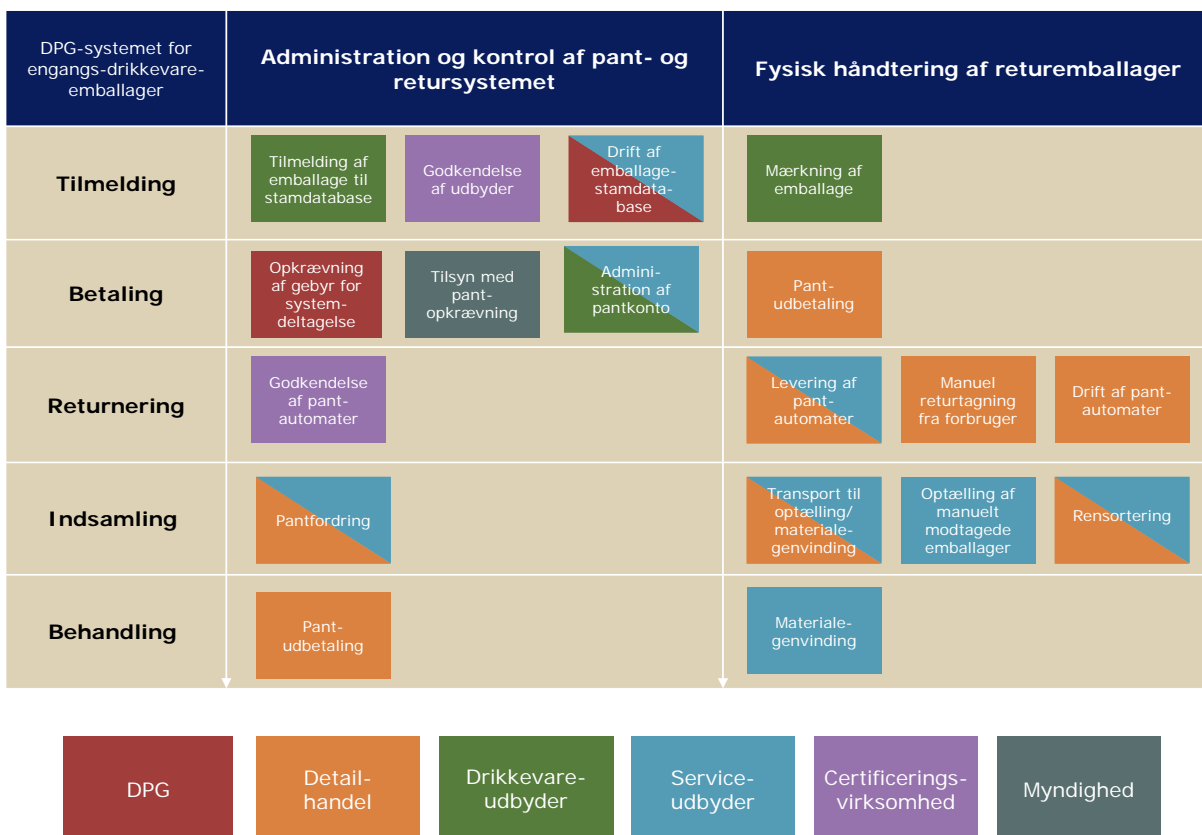 DPG-systemet for
engangs-drikkevare-
emballager
Administration og kontrol af pant- og
retursystemet
Fysisk håndtering af returemballager
Tilmelding
Tilmelding af
emballage til
stamdatabase
Godkendelse
af udbyder
Drift af
emballage-
stamdata-
base
Mærkning af
emballage
Betaling
Opkrævning
af gebyr for
system-
deltagelse
Tilsyn med
pant-
opkrævning
Admini-
stration af
pantkonto
Pant-
udbetaling
Returnering
Godkendelse
af pant-
automater
Levering af
pant-
automater
Manuel
returtagning
fra forbruger
Drift af pant-
automater
Indsamling
Pantfordring
Transport til
optælling/
materiale-
genvinding
Optælling af
manuelt
modtagede
emballager
Rensortering
Behandling
Pant-
udbetaling
Materiale-
genvinding
DPG
Detail-
handel
Drikkevare-
udbyder
Service-
udbyder
Certificerings-
virksomhed
Myndighed